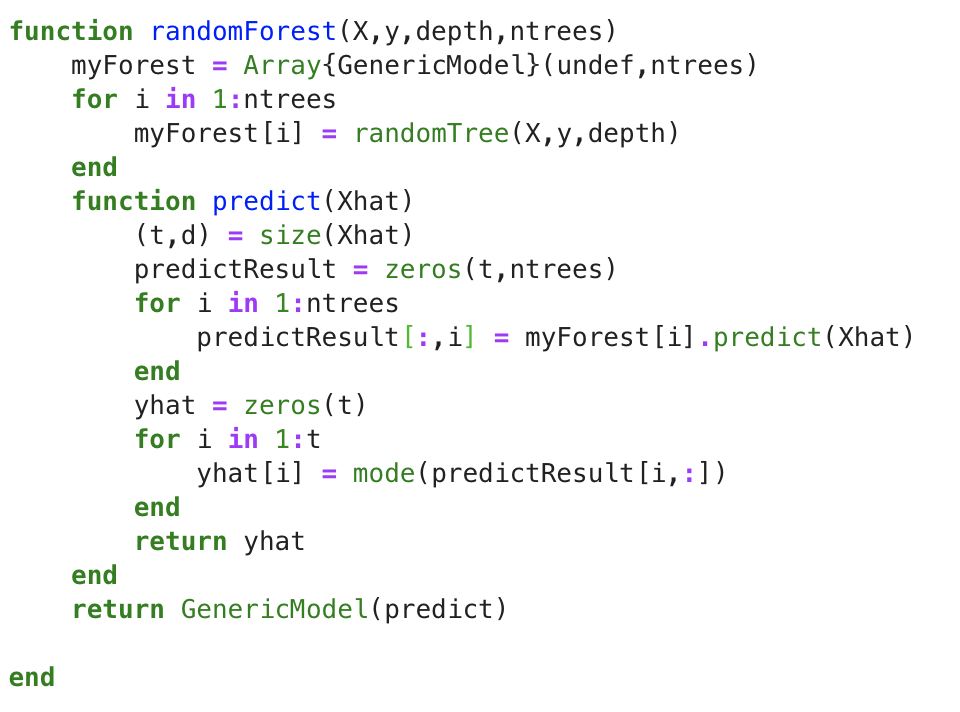 function randomForest(X,y,depth,ntrees)
    myForest = Array{GenericModel}(undef,ntrees)
    for i in 1:ntrees
        myForest[i] = randomTree(X,y,depth)
    end
    function predict(Xhat)
        (t,d) = size(Xhat)
        predictResult = zeros(t,ntrees)
        for i in 1:ntrees
            predictResult[:,i] = myForest[i].predict(Xhat)
        end
        yhat = zeros(t)
        for i in 1:t
            yhat[i] = mode(predictResult[i,:])
        end
        return yhat
    end
    return GenericModel(predict)

end